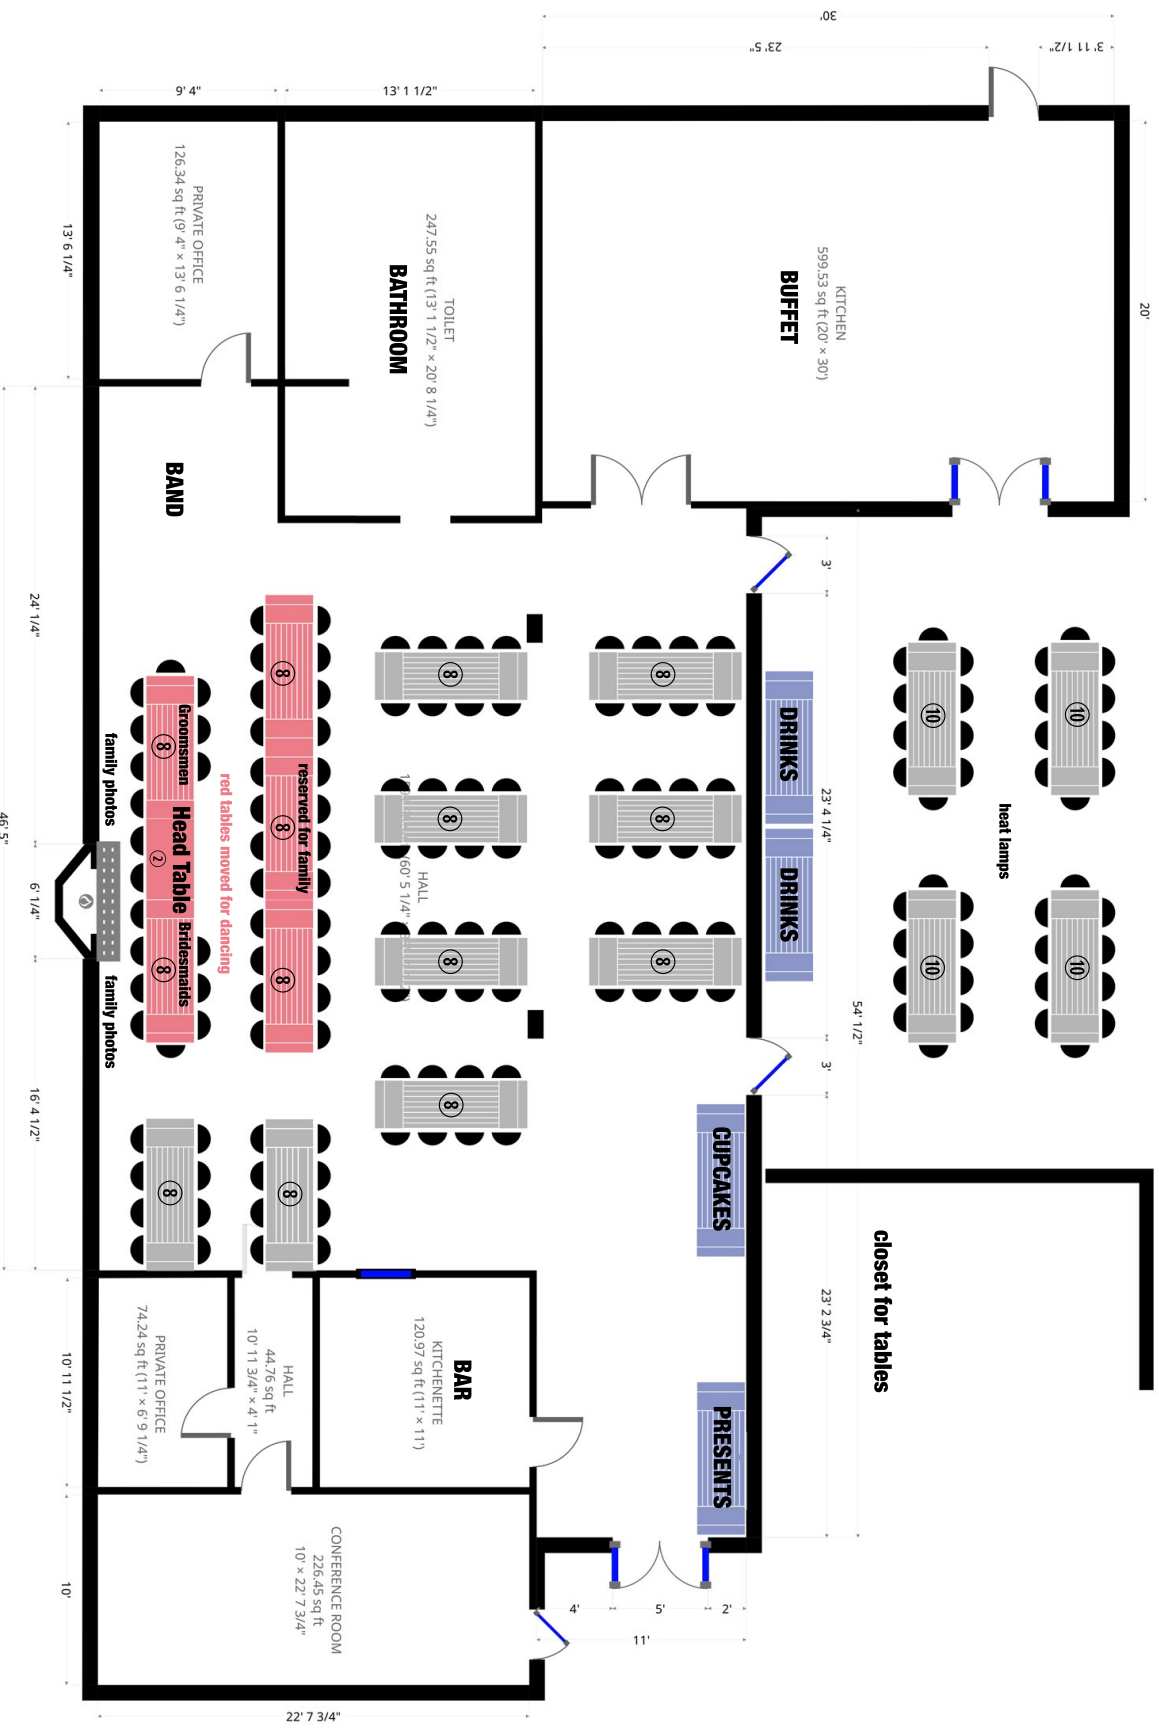 30'
23' 5"
3' 11 1/2"
9' 4"
13' 1 1/2"
20'
13' 6 1/4"
PRIVATE OFFICE
126.34 sq ft (9' 4" × 13' 6 1/4")
TOILET
247.55 sq ft (13' 1 1/2" × 20' 8 1/4")
BATHROOM
KITCHEN
599.53 sq ft (20' × 30')
BUFFET
BAND
3'
24' 1/4"
46' 5"
6' 1/4"
16' 4 1/2"
23' 4 1/4"
54' 1/2"
3'
23' 2 3/4"
10
10
10
10
heat lamps
DRINKS
DRINKS
8
8
8
8
8
8
8
HALL
(60' 5 1/4"
reserved for family
8
8
8
red tables moved for dancing
Groomsmen
Head Table
Bridesmaids
8
2
8
family photos
family photos
8
8
CUPCAKES
PRESENTS
closet for tables
BAR
KITCHENETTE
120.97 sq ft (11' × 11')
HALL
44.76 sq ft
10' 11 3/4" × 4' 1"
PRIVATE OFFICE
74.24 sq ft (11' × 6' 9 1/4")
10' 11 1/2"
CONFERENCE ROOM
226.45 sq ft
10' × 22' 7 3/4"
10'
4'
5'
2'
11'
22' 7 3/4"